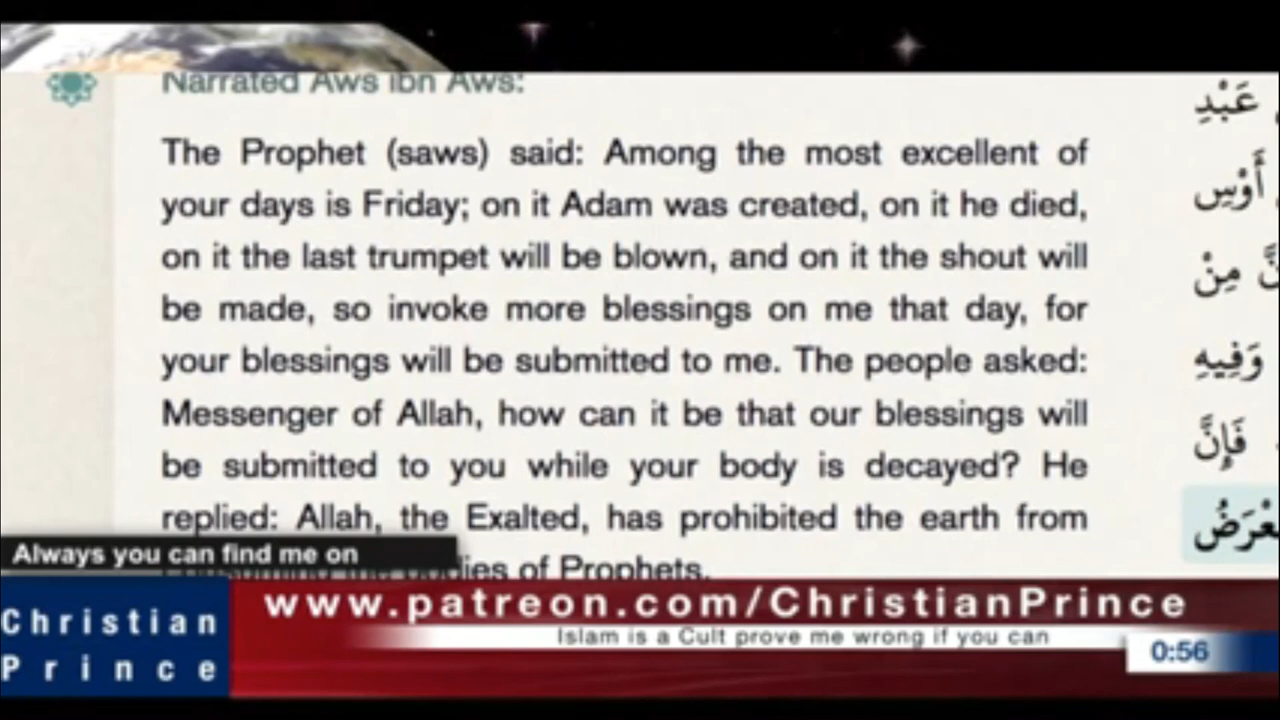 Narrated Aws ibn Aws:
The Prophet (saws) said: Among the most excellent of
your days is Friday; on it Adam was created, on it he died,
on it the last trumpet will be blown, and on it the shout will
be made, so invoke more blessings on me that day, for
your blessings will be submitted to me. The people asked:
Messenger of Allah, how can it be that our blessings will
be submitted to you while your body is decayed? He
replied: Allah, the Exalted, has prohibited the earth from
the bodies of Prophets.
عَبْدِ
أَوْسِ
مِنْ
وَفِيهِ
فَإِنَّ
Always you can find me on
Christian
Prince
www.patreon.com/ChristianPrince
Islam is a Cult prove me wrong if you can
0:56